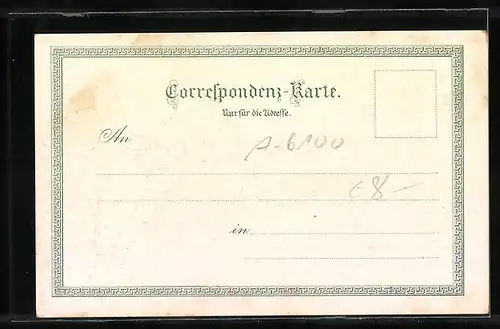 Correspondenz-Karte.
Nur für die Adresse.
An
A-6100
€8-
in